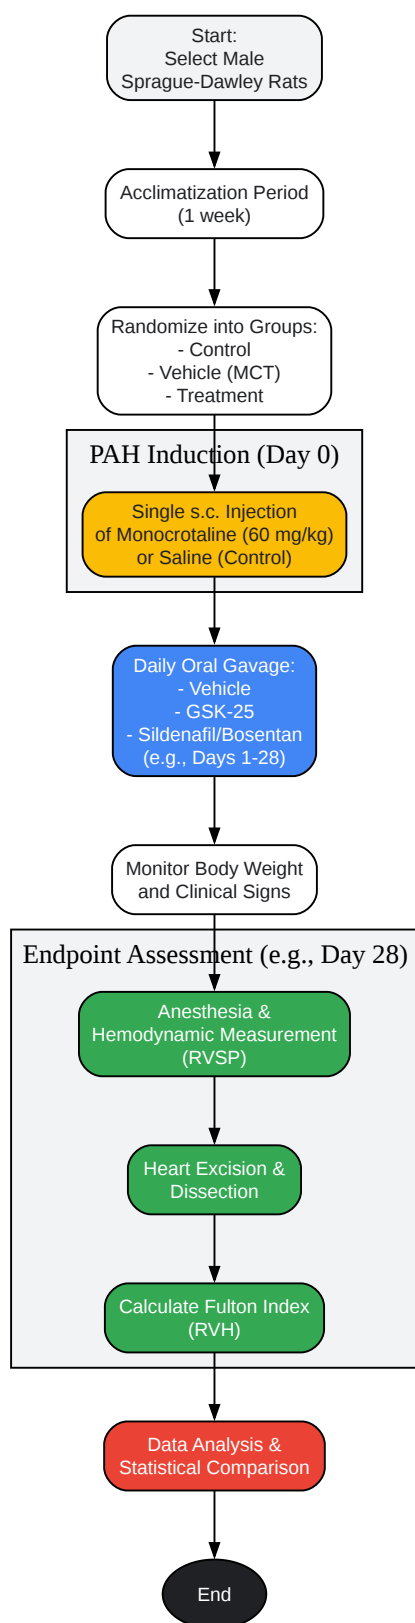 Start:
Select Male
Sprague-Dawley Rats
Acclimatization Period
(1 week)
Randomize into Groups:
- Control
- Vehicle (MCT)
- Treatment
PAH Induction (Day 0)
Single s.c. Injection
of Monocrotaline (60 mg/kg)
or Saline (Control)
Daily Oral Gavage:
- Vehicle
- GSK-25
- Sildenafil/Bosentan
(e.g., Days 1-28)
Monitor Body Weight
and Clinical Signs
Endpoint Assessment (e.g., Day 28)
Anesthesia &
Hemodynamic Measurement
(RVSP)
Heart Excision &
Dissection
Calculate Fulton Index
(RVH)
Data Analysis &
Statistical Comparison
End